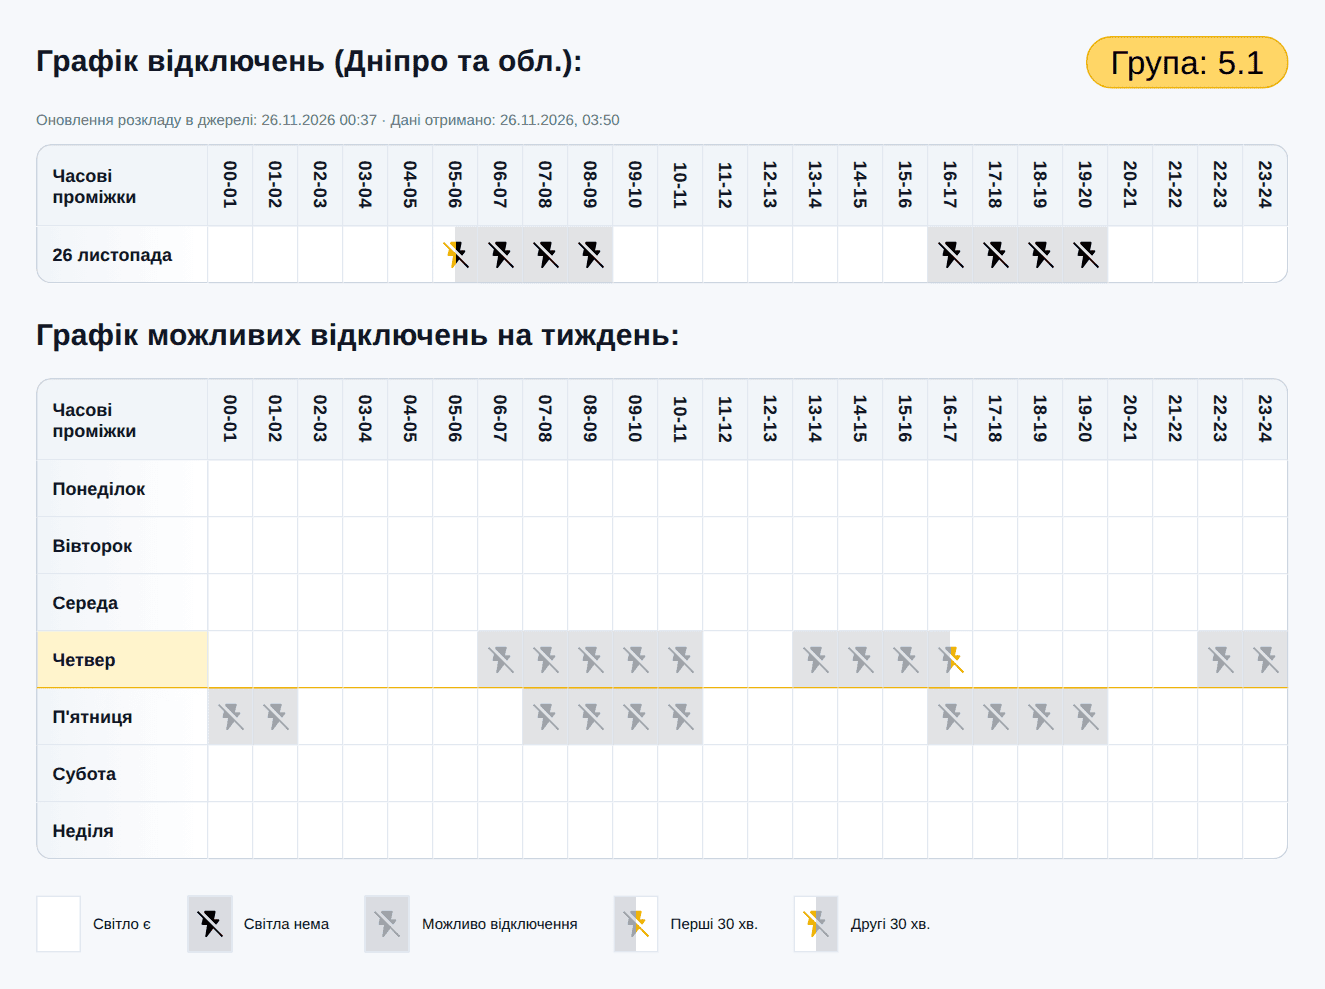 Графік відключень (Дніпро та обл.):
Група: 5.1
Оновлення розкладу в джерелі: 26.11.2026 00:37 · Дані отримано: 26.11.2026, 03:50
Часові
проміжки
00-01 01-02 02-03 03-04 04-05 05-06 06-07 07-08 08-09 09-10 10-11 11-12 12-13 13-14 14-15 15-16 16-17 17-18 18-19 19-20 20-21 21-22 22-23 23-24
26 листопада
Графік можливих відключень на тиждень:
Часові
проміжки
00-01 01-02 02-03 03-04 04-05 05-06 06-07 07-08 08-09 09-10 10-11 11-12 12-13 13-14 14-15 15-16 16-17 17-18 18-19 19-20 20-21 21-22 22-23 23-24
Понеділок
Вівторок
Середа
Четвер
П'ятниця
Субота
Неділя
Світло є
Світла нема
Можливо відключення
Перші 30 хв.
Другі 30 хв.